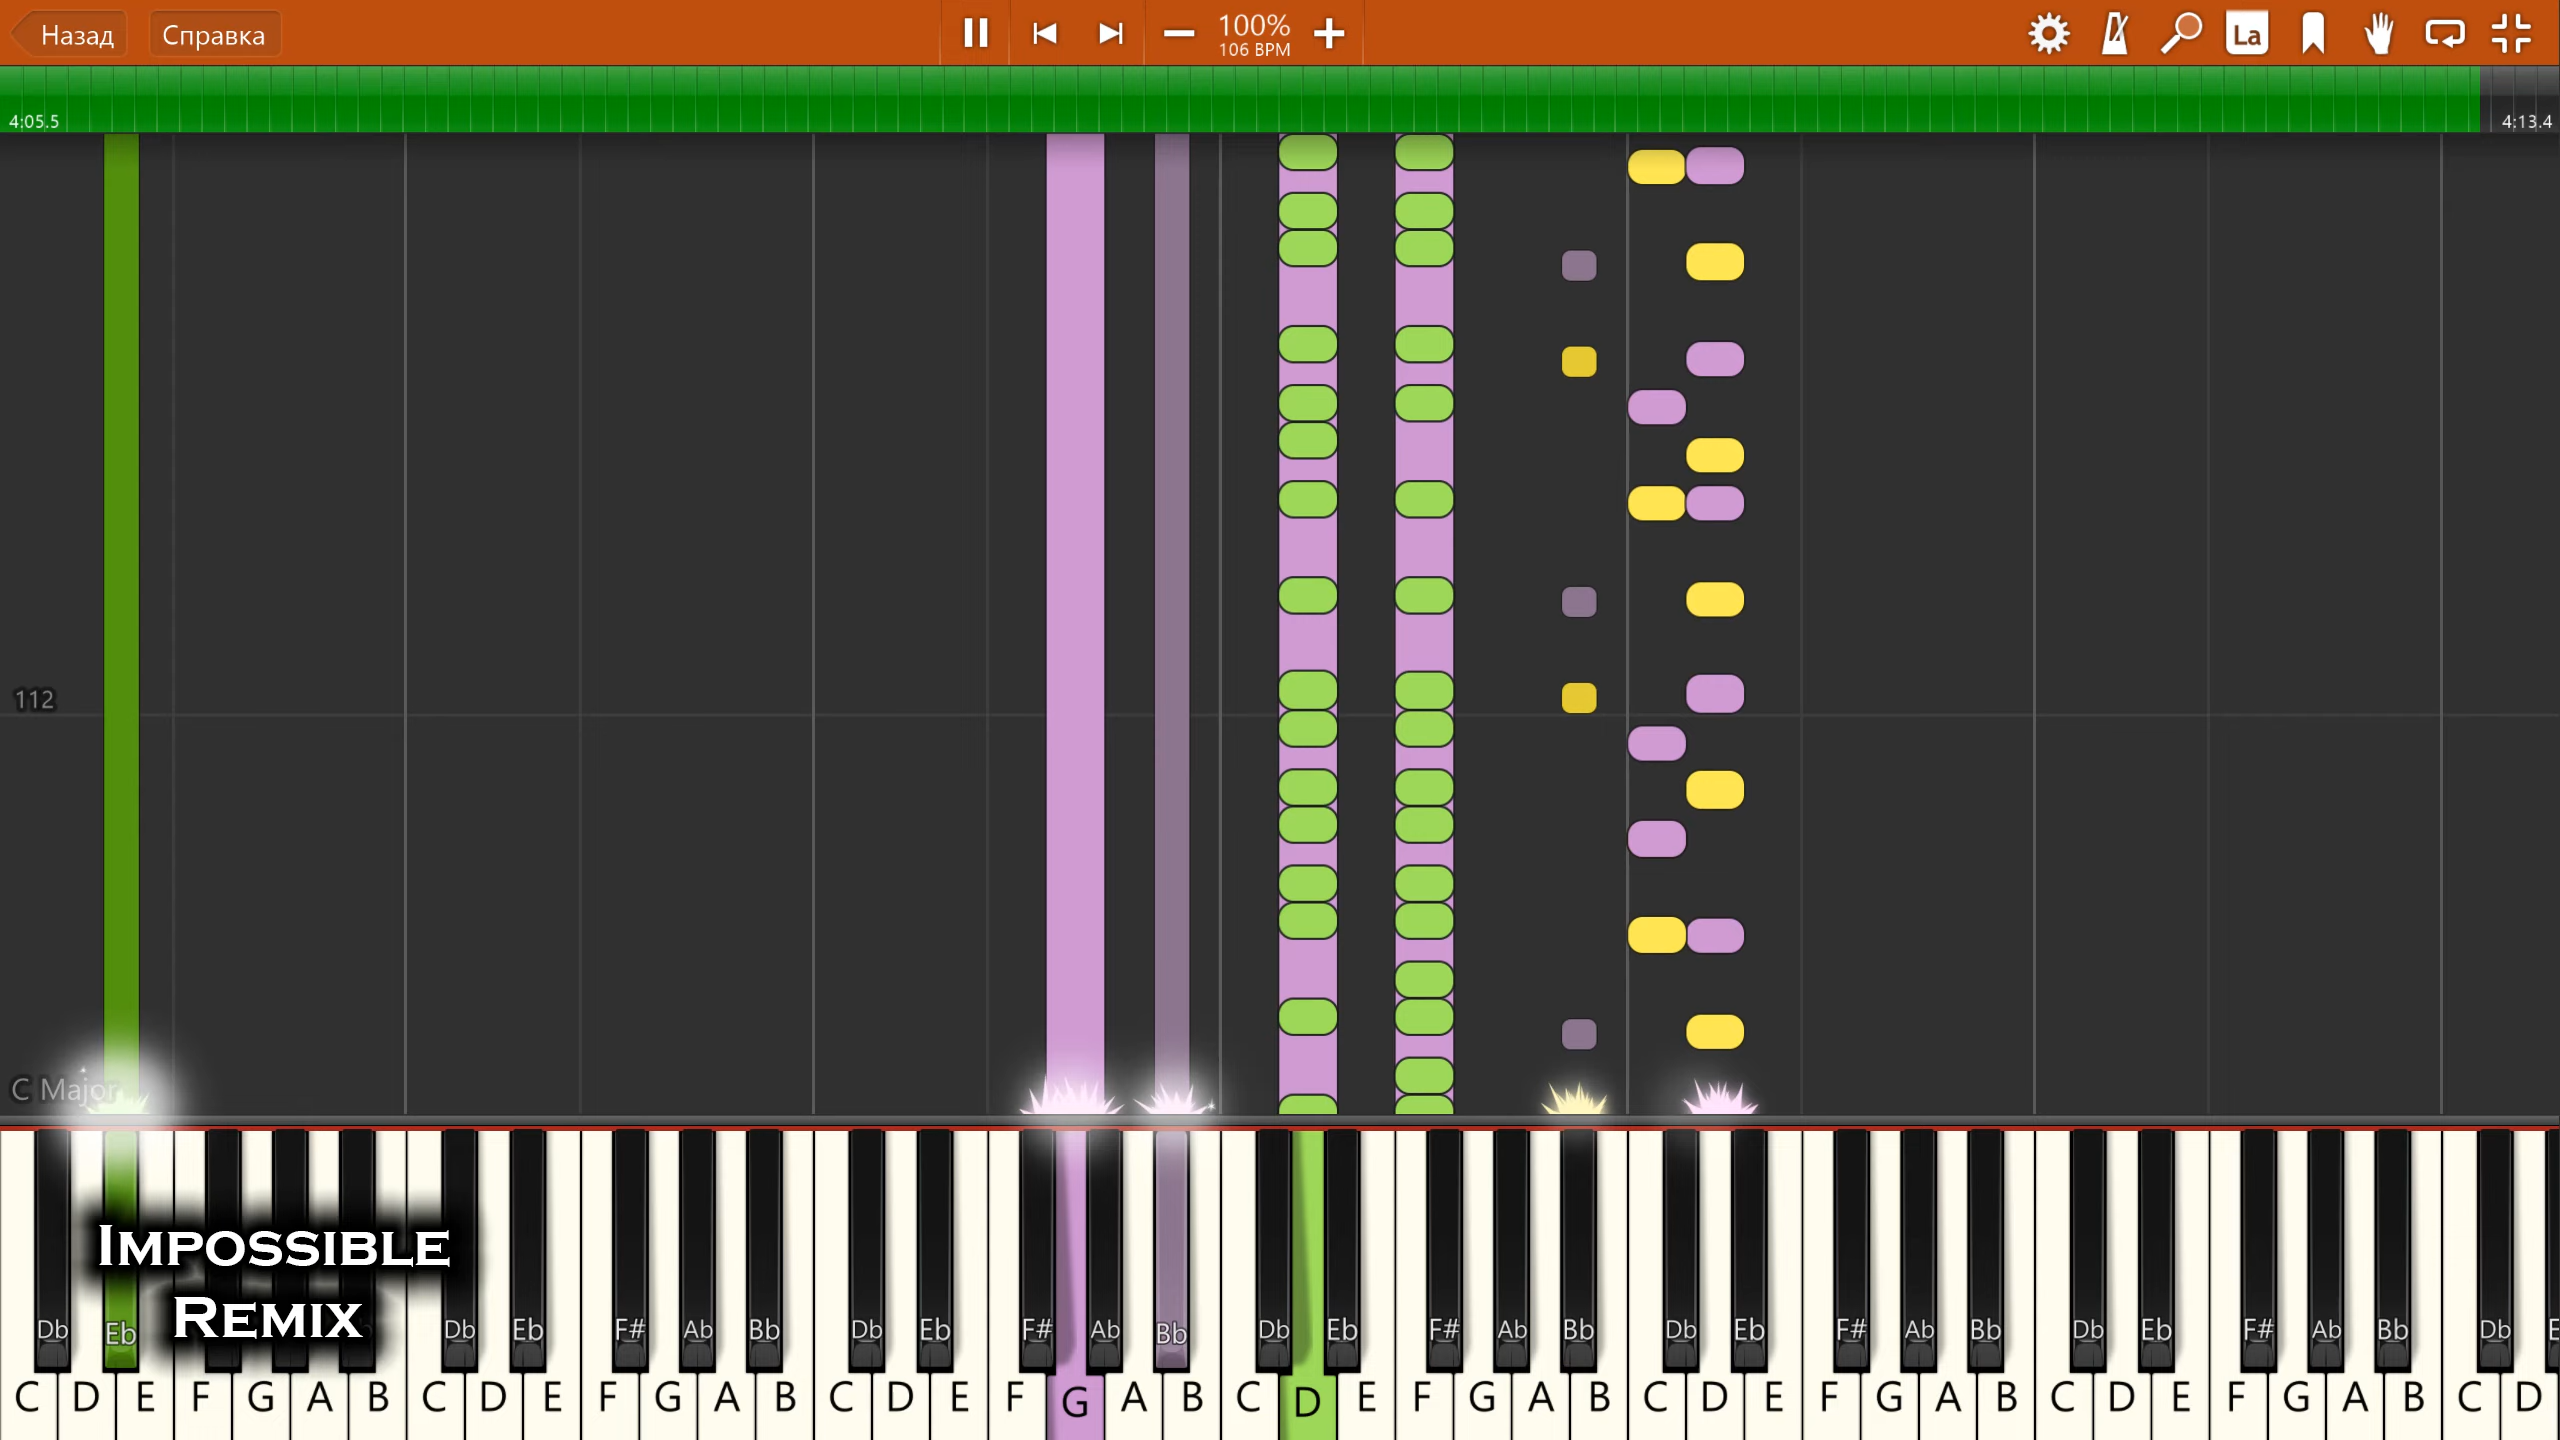 Назад Справка 100% La
106 BPM
4:05.5 4:13.4
112
C Major
Impossible
Remix
Db Eb Db Eb F# Ab Bb Db Eb F# Ab Bb Db Eb F# Ab Bb Db Eb F# Ab Bb Db Eb F# Ab Bb Db E
C D E F G A B C D E F G A B C D E F G A B C D E F G A B C D E F G A B C D E F G A B C D